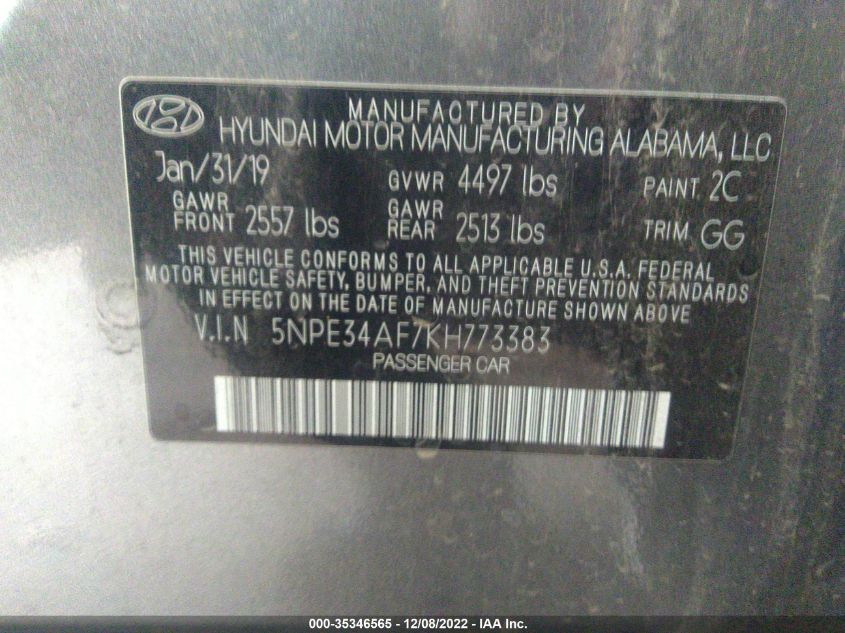 MANUFACTURED BY
HYUNDAI MOTOR MANUFACTURING ALABAMA, LLC
Jan/31/19 GVWR 4497 lbs PAINT 2C
GAWR FRONT 2557 lbs GAWR REAR 2513 lbs TRIM GG
THIS VEHICLE CONFORMS TO ALL APPLICABLE U.S.A. FEDERAL
MOTOR VEHICLE SAFETY, BUMPER, AND THEFT PREVENTION STANDARDS
IN EFFECT ON THE DATE OF MANUFACTURE SHOWN ABOVE
V.I.N 5NPE34AF7KH773383
PASSENGER CAR
000-35346565 - 12/08/2022 - IAA Inc.